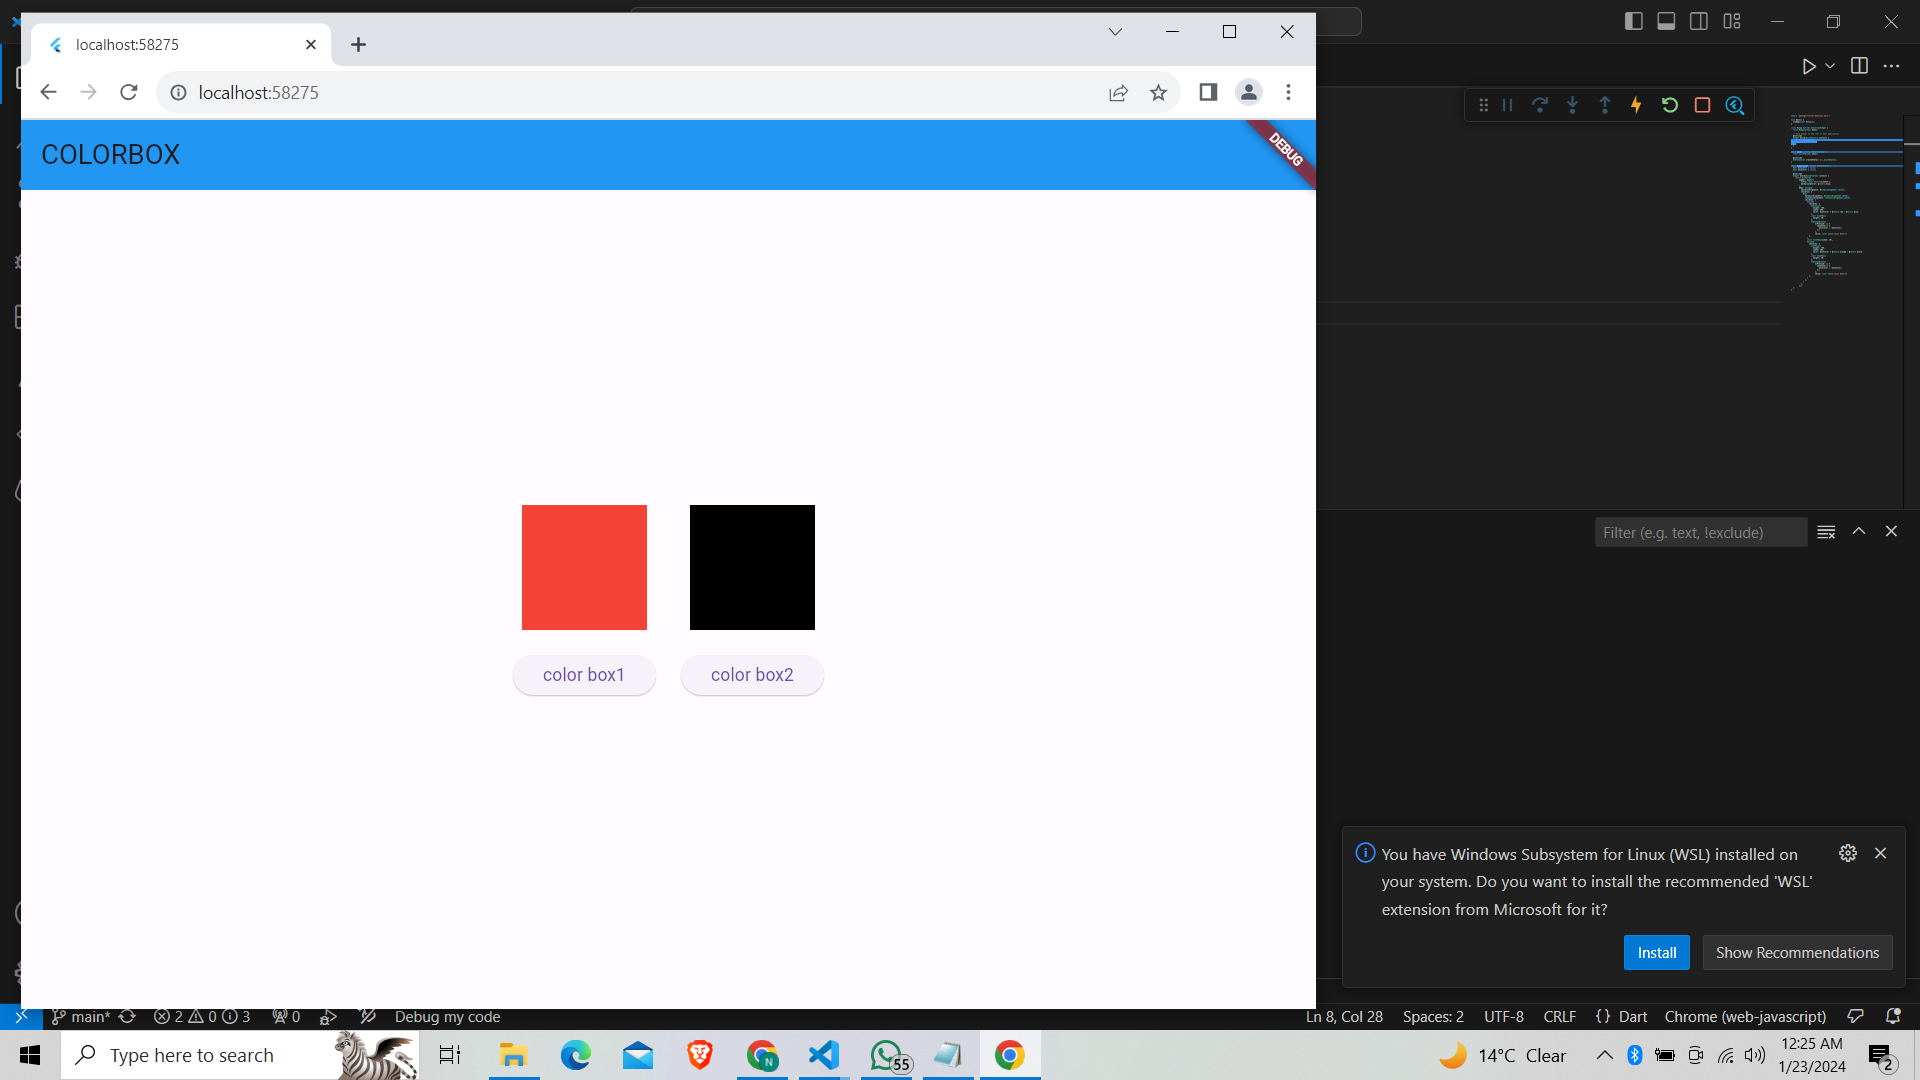 localhost:58275
localhost:58275
COLORBOX
DEBUG
color box1
color box2
Filter (e.g. text, !exclude)
You have Windows Subsystem for Linux (WSL) installed on
your system. Do you want to install the recommended 'WSL'
extension from Microsoft for it?
Install
Show Recommendations
main*
2
0
3
0
Debug my code
Ln 8, Col 28
Spaces: 2
UTF-8
CRLF
{ } Dart
Chrome (web-javascript)
Type here to search
N
55
14°C Clear
12:25 AM
1/23/2024
2